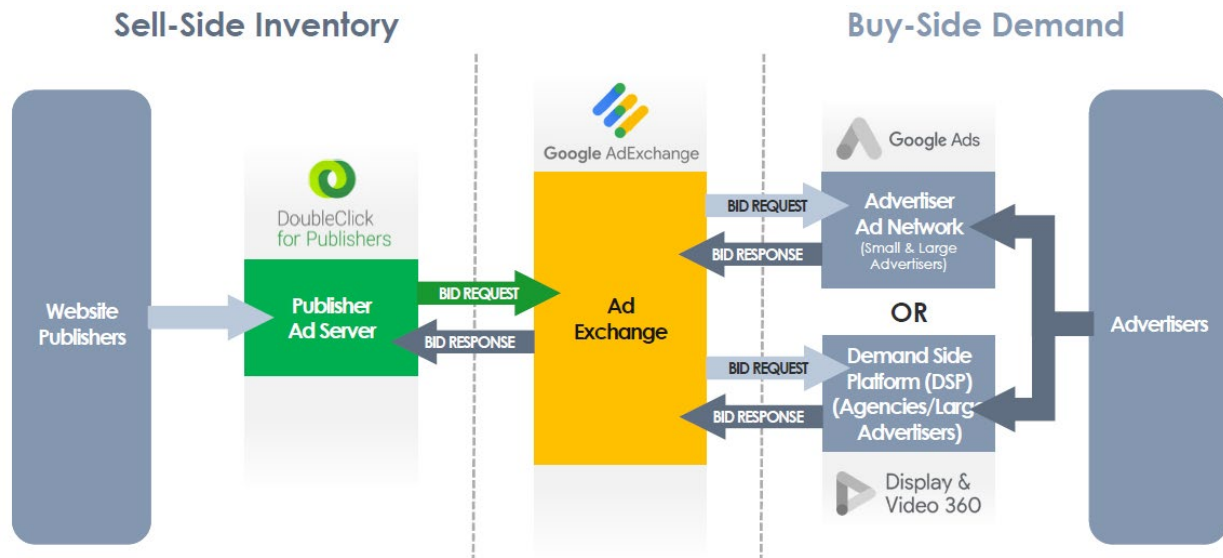 Sell-Side Inventory
Buy-Side Demand
Website
Publishers
DoubleClick
for Publishers
Publisher
Ad Server
BID REQUEST
BID RESPONSE
Google AdExchange
Ad
Exchange
BID REQUEST
BID RESPONSE
BID REQUEST
BID RESPONSE
Google Ads
Advertiser
Ad Network
(Small & Large
Advertisers)
OR
Demand Side
Platform (DSP)
(Agencies/Large
Advertisers)
Display &
Video 360
Advertisers